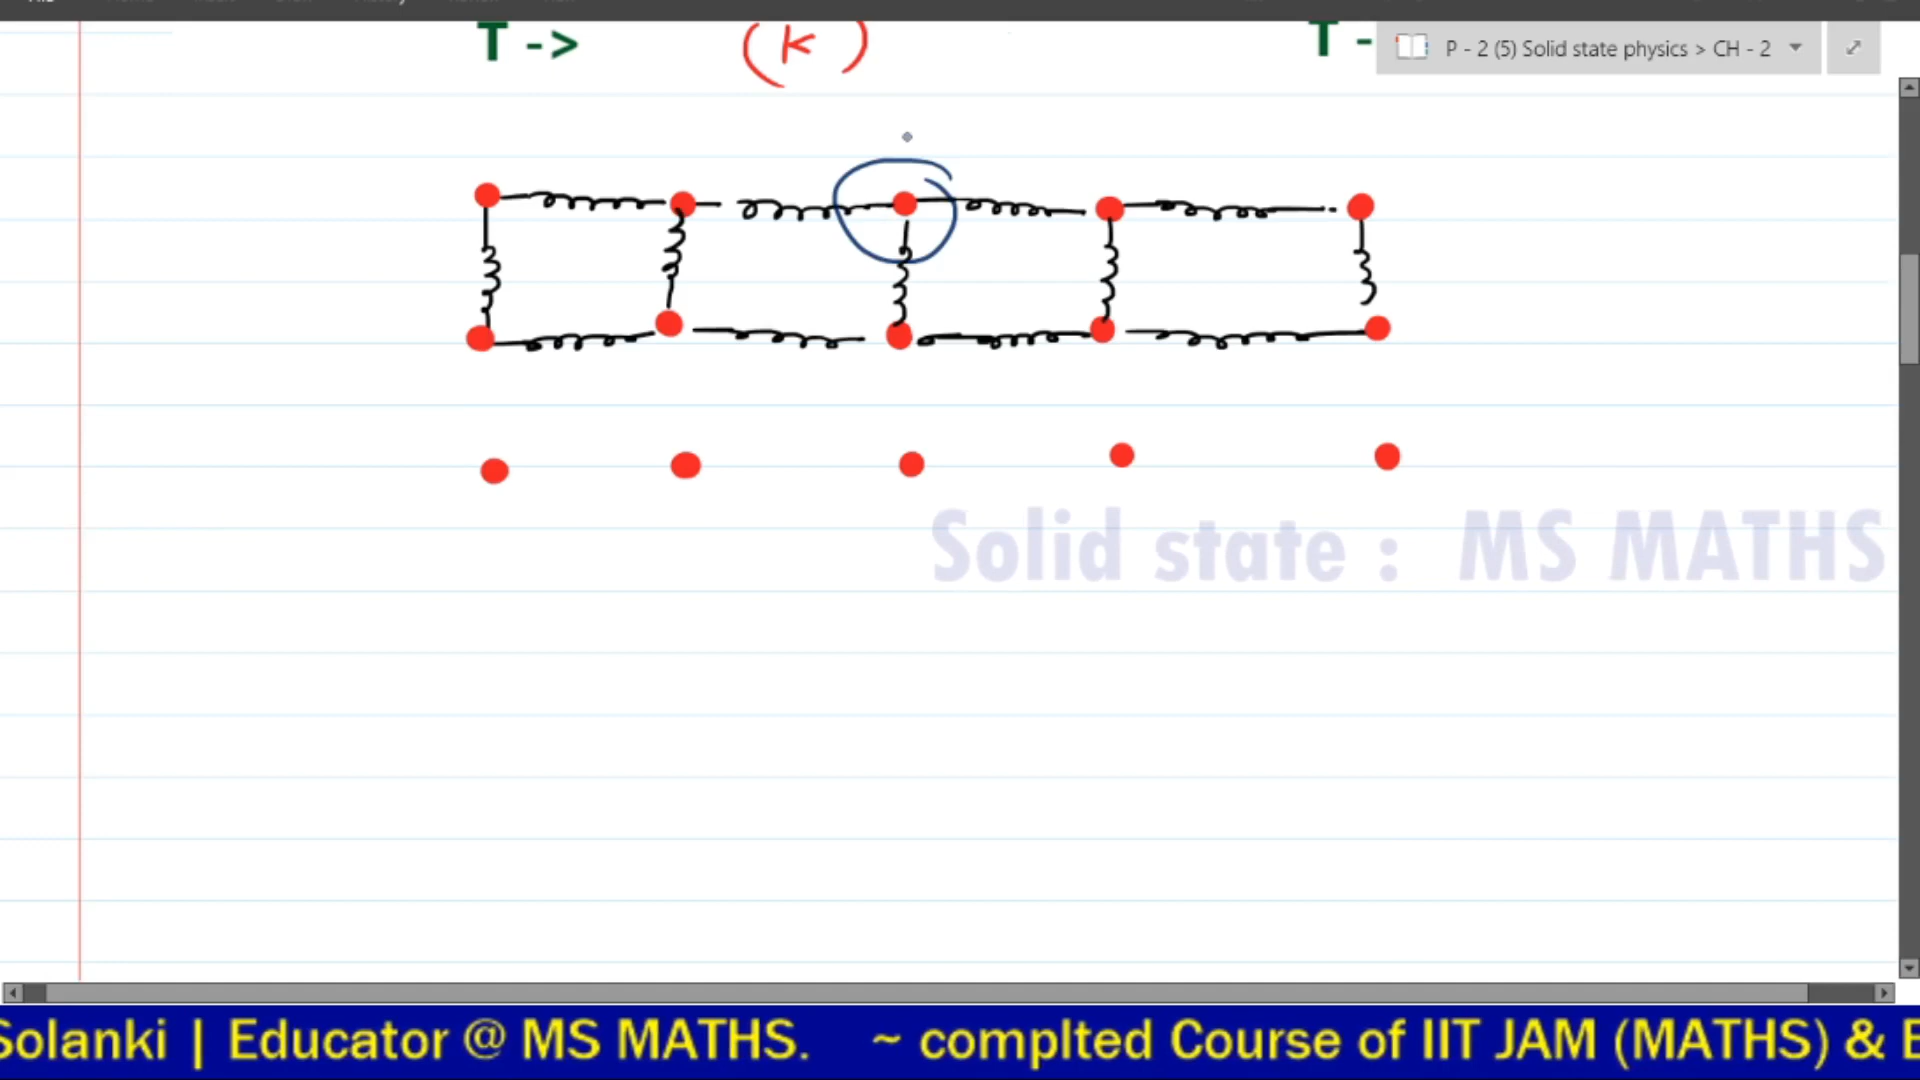 T ->
(K)
T -
P - 2 (5) Solid state physics > CH - 2
Solid state : MS MATHS
Solanki | Educator @ MS MATHS. ~ complted Course of IIT JAM (MATHS) &